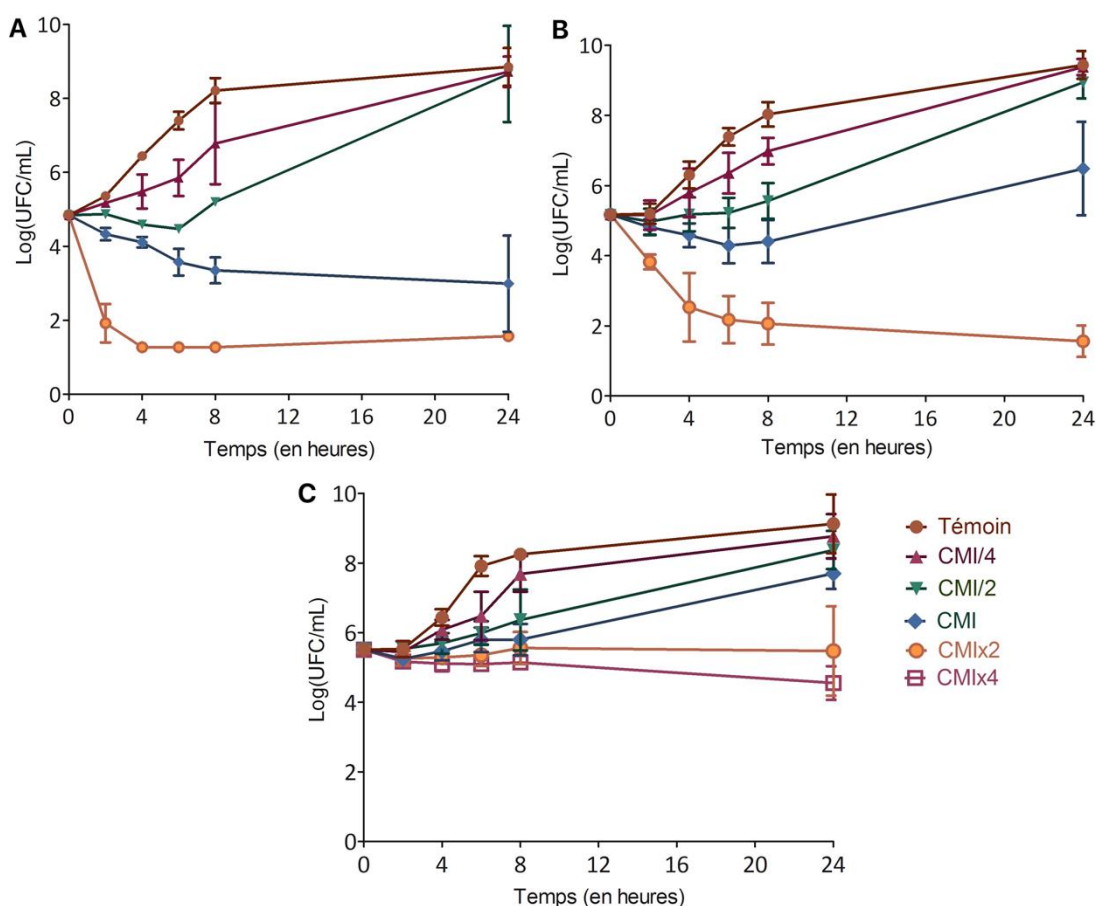 A
10
8
6
4
2
0
Log(UFC/mL)
0 4 8 12 16 20 24
Temps (en heures)
B
10
8
6
4
2
0
Log(UFC/mL)
0 4 8 12 16 20 24
Temps (en heures)
C
10
8
6
4
2
0
Log(UFC/mL)
0 4 8 12 16 20 24
Temps (en heures)
Témoin
CMI/4
CMI/2
CMI
CMIx2
CMIx4